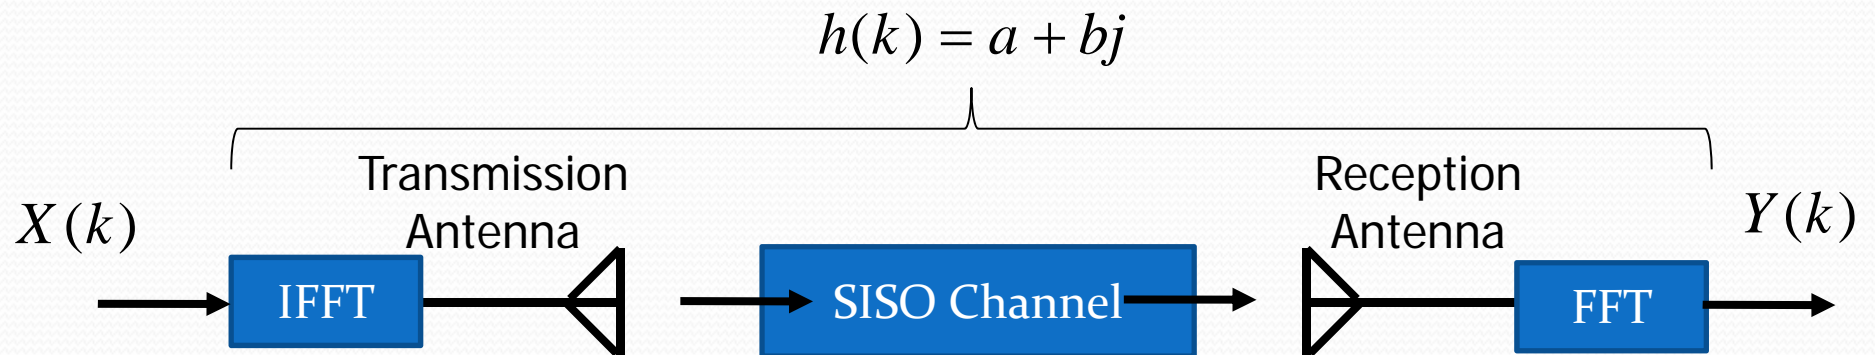 h(k) = a + bj
Transmission
Antenna
Reception
Antenna
X(k)
Y(k)
IFFT
SISO Channel
FFT